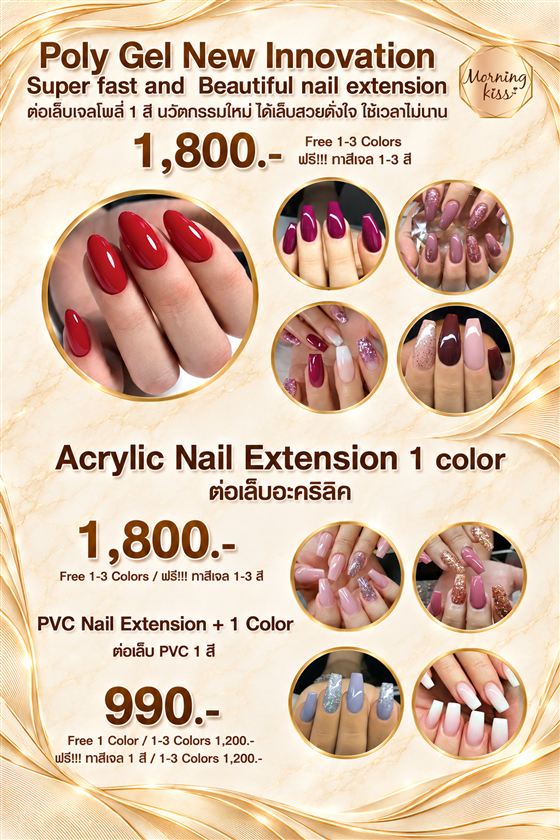 Poly Gel New Innovation
Super fast and Beautiful nail extension
ต่อเล็บเจลโพลี่ 1 สี นวัตกรรมใหม่ ได้เล็บสวยดั่งใจ ใช้เวลาไม่นาน
Morning
kiss
1,800.-
Free 1-3 Colors
ฟรี!!! ทาสีเจล 1-3 สี
Acrylic Nail Extension 1 color
ต่อเล็บอะคริลิค
1,800.-
Free 1-3 Colors / ฟรี!!! ทาสีเจล 1-3 สี
PVC Nail Extension + 1 Color
ต่อเล็บ PVC 1 สี
990.-
Free 1 Color / 1-3 Colors 1,200.-
ฟรี!!! ทาสีเจล 1 สี / 1-3 Colors 1,200.-